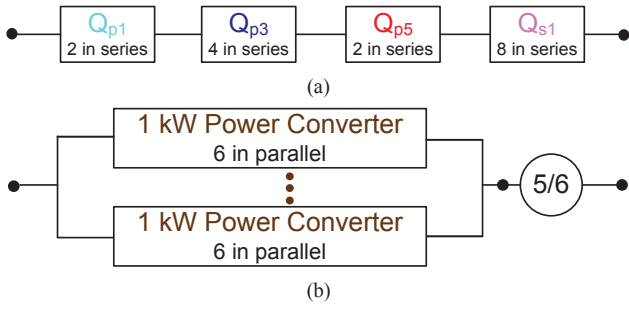 Qp1 Qp3 Qp5 Qs1
2 in series 4 in series 2 in series 8 in series
(a)
1 kW Power Converter
6 in parallel
5/6
1 kW Power Converter
6 in parallel
(b)